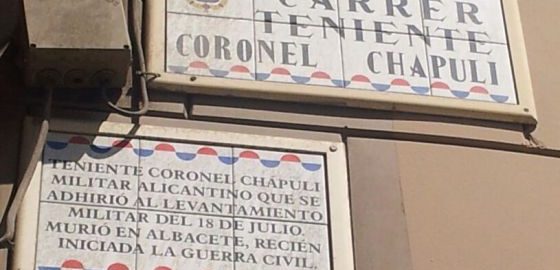 CARRER
TENIENTE
CORONEL CHAPULI
TENIENTE CORONEL CHÁPULI
MILITAR ALICANTINO QUE SE
ADHIRIÓ AL LEVANTAMIENTO
MILITAR DEL 18 DE JULIO.
MURIÓ EN ALBACETE, RECIÉN
INICIADA LA GUERRA CIVIL.